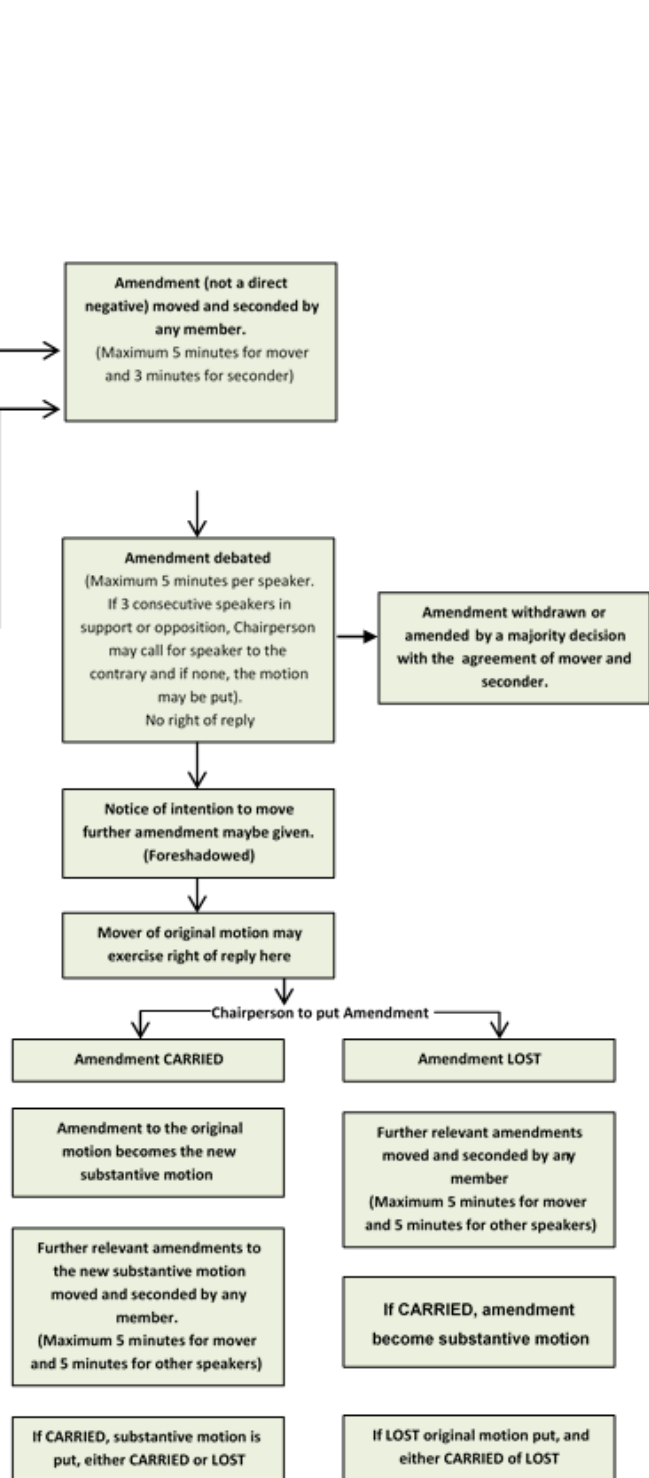 Amendment (not a direct
negative) moved and seconded by
any member.
(Maximum 5 minutes for mover
and 3 minutes for seconder)
Amendment debated
(Maximum 5 minutes per speaker.
If 3 consecutive speakers in
support or opposition, Chairperson
may call for speaker to the
contrary and if none, the motion
may be put).
No right of reply
Amendment withdrawn or
amended by a majority decision
with the agreement of mover and
seconder.
Notice of intention to move
further amendment maybe given.
(Foreshadowed)
Mover of original motion may
exercise right of reply here
Chairperson to put Amendment
Amendment CARRIED
Amendment to the original
motion becomes the new
substantive motion
Further relevant amendments to
the new substantive motion
moved and seconded by any
member.
(Maximum 5 minutes for mover
and 5 minutes for other speakers)
If CARRIED, substantive motion is
put, either CARRIED or LOST
Amendment LOST
Further relevant amendments
moved and seconded by any
member
(Maximum 5 minutes for mover
and 5 minutes for other speakers)
If CARRIED, amendment
become substantive motion
If LOST original motion put, and
either CARRIED of LOST